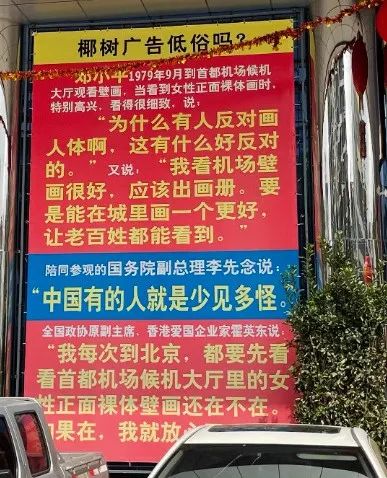 椰树广告低俗吗？
邓小平1979年9月到首都机场候机
大厅观看壁画，当看到女性正面裸体画时，
特别高兴，看得很细致，说：
“为什么有人反对画
人体啊，这有什么好反对
的。”又说：“我看机场壁
画很好，应该出画册。要
是能在城里画一个更好，
让老百姓都能看到。”
陪同参观的国务院副总理李先念说：
“中国有的人就是少见多怪。
全国政协原副主席、香港爱国企业家霍英东说：
“我每次到北京，都要先看
看首都机场候机大厅里的女
性正面裸体壁画还在不在。
如果在，我就放心